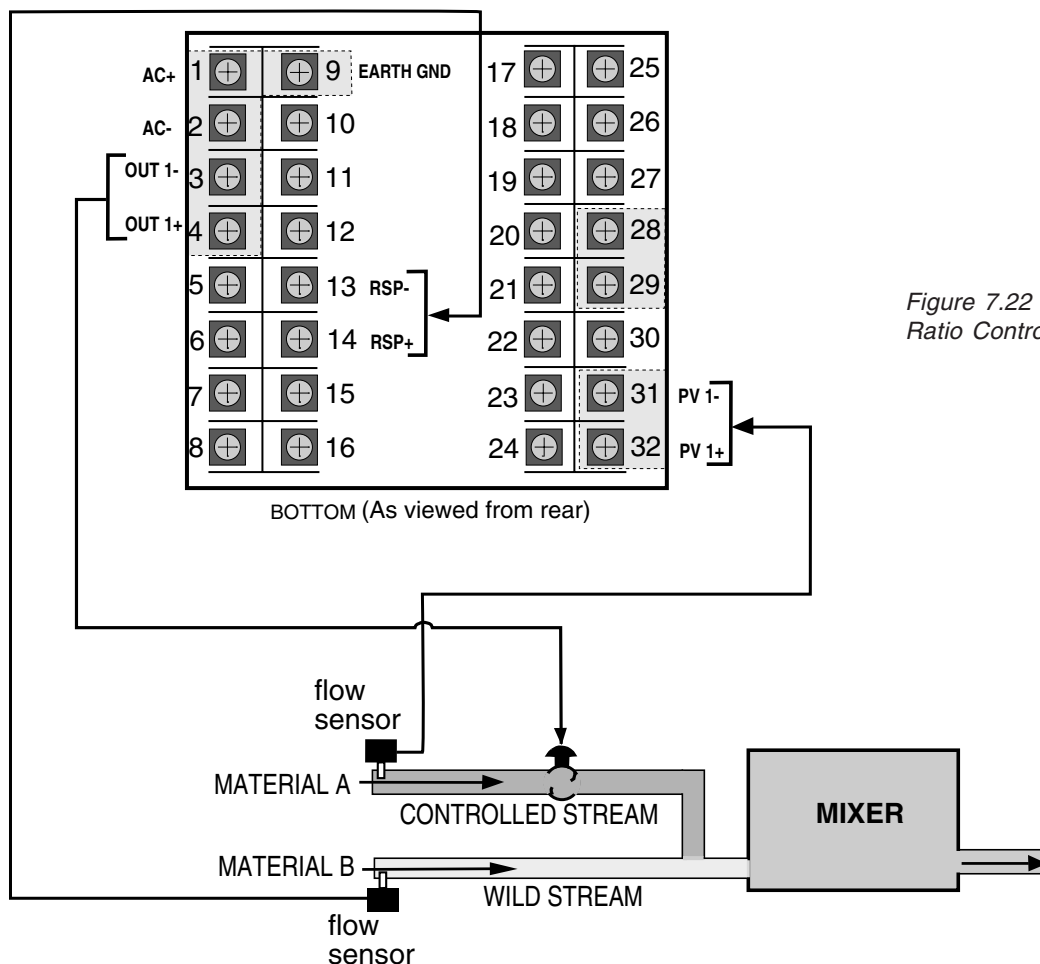 AC+ 1 9 EARTH GND 17 25
AC- 2 10 18 26
OUT 1- 3 11 19 27
OUT 1+ 4 12 20 28
5 13 RSP- 21 29
6 14 RSP+ 22 30
7 15 23 31 PV 1-
8 16 24 32 PV 1+
BOTTOM (As viewed from rear)
Figure 7.22
Ratio Contro
flow
sensor
MATERIAL A
CONTROLLED STREAM
MIXER
MATERIAL B
WILD STREAM
flow
sensor